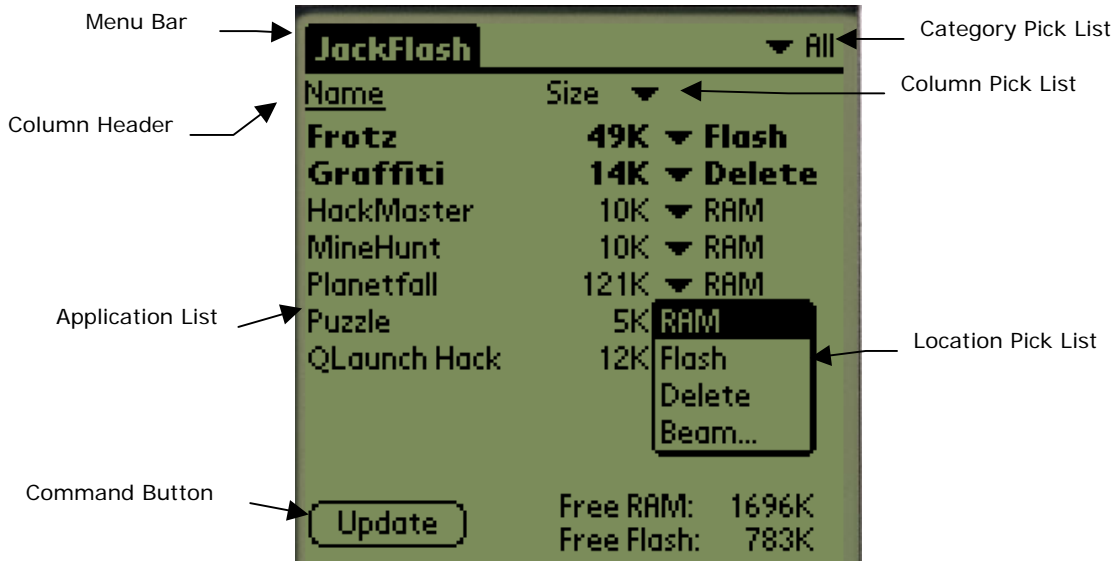 Menu Bar
Category Pick List
JackFlash
All
Column Pick List
Name Size
Column Header
Frotz 49K Flash
Graffiti 14K Delete
HackMaster 10K RAM
MineHunt 10K RAM
Planetfall 121K RAM
Application List
Puzzle 5K RAM
Location Pick List
QLaunch Hack 12K Flash
Delete
Beam...
Command Button
Update
Free RAM: 1696K
Free Flash: 783K